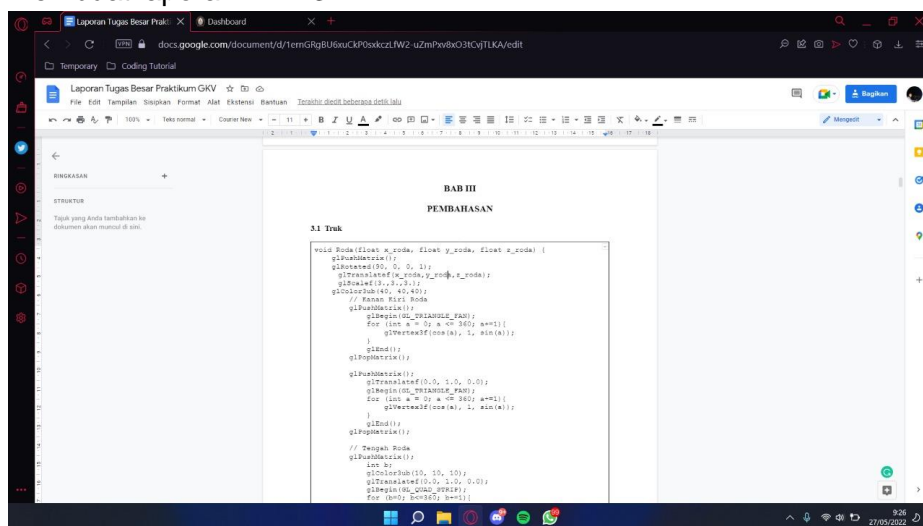 Laporan Tugas Besar Prakti
Dashboard
VPN
docs.google.com/document/d/1ernGRgBU6xuCkP0sxkczLfW2-uZmPxv8xO3tCvjTLKA/edit
Temporary
Coding Tutorial
Laporan Tugas Besar Praktikum GKV
File Edit Tampilan Sisipkan Format Alat Ekstensi Bantuan Terakhir diedit beberapa detik lalu
Bagikan
100% Teks normal Courier New 11 Mengedit
RINGKASAN
STRUKTUR
Tajuk yang Anda tambahkan ke
dokumen akan muncul di sini.
BAB III
PEMBAHASAN
3.1 Truk
void Roda(float x_roda, float y_roda, float z_roda) {
glPushMatrix();
glRotated(90, 0, 0, 1);
glTranslatef(x_roda,y_roda,z_roda);
glScalef(3.,3.,3.);
glColor3ub(40, 40,40);
// Kanan Kiri Roda
glPushMatrix();
glBegin(GL_TRIANGLE_FAN);
for (int a = 0; a <= 360; a+=1){
glVertex3f(cos(a), 1, sin(a));
}
glEnd();
glPopMatrix();
glPushMatrix();
glTranslatef(0.0, 1.0, 0.0);
glBegin(GL_TRIANGLE_FAN);
for (int a = 0; a <= 360; a+=1){
glVertex3f(cos(a), 1, sin(a));
}
glEnd();
glPopMatrix();
// Tengah Roda
glPushMatrix();
int b;
glColor3ub(10, 10, 10);
glTranslatef(0.0, 1.0, 0.0);
glBegin(GL_QUAD_STRIP);
for (b=0; b<=360; b+=1){
9:26
27/05/2022